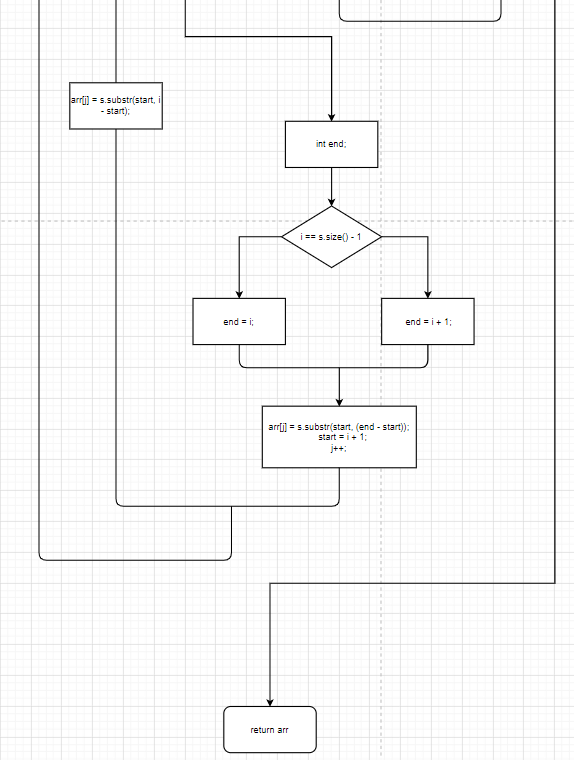 arr[j] = s.substr(start, i
- start);
int end;
i == s.size() - 1
end = i;
end = i + 1;
arr[j] = s.substr(start, (end - start));
start = i + 1;
j++;
return arr